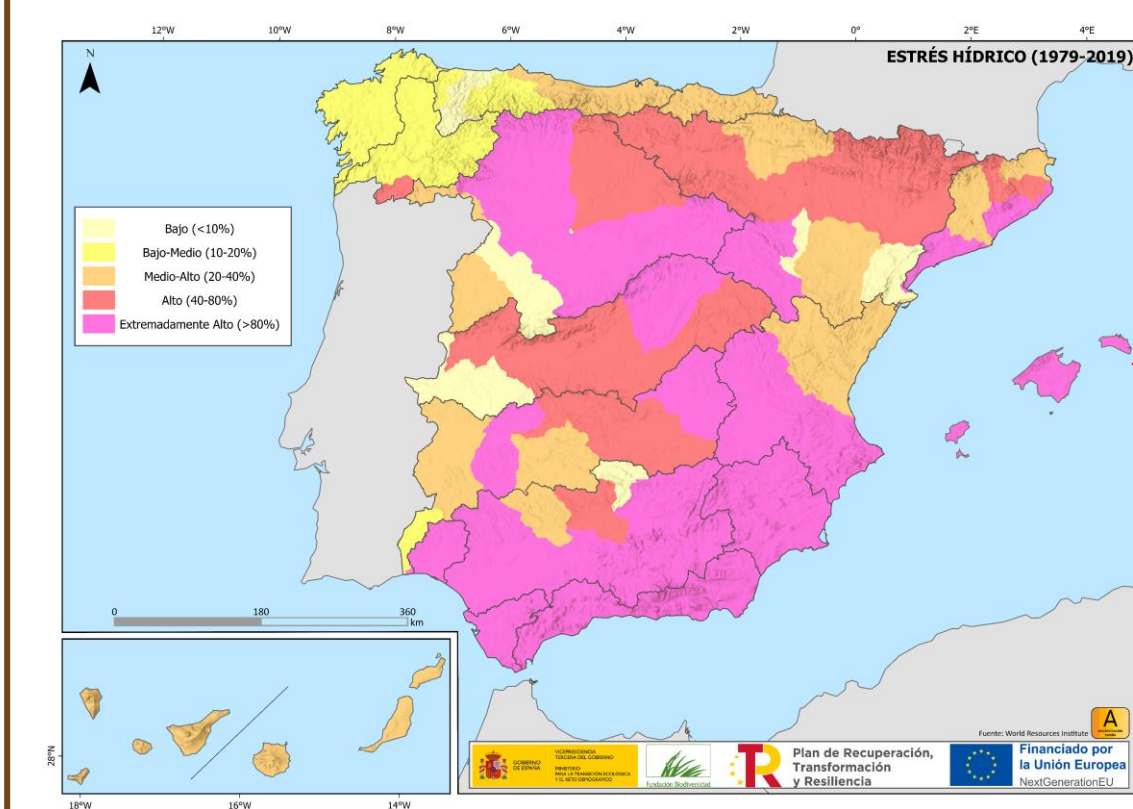 12°W 10°W 8°W 6°W 4°W 2°W 0° 2°E 4°E
N
ESTRÉS HÍDRICO (1979-2019)
Bajo (<10%)
Bajo-Medio (10-20%)
Medio-Alto (20-40%)
Alto (40-80%)
Extremadamente Alto (>80%)
0 180 360
km
28°N
18°W 16°W 14°W
Fuente: World Resources Institute
A
GOBIERNO
DE ESPAÑA
VICEPRESIDENCIA
TERCERA DEL GOBIERNO
MINISTERIO
PARA LA TRANSICIÓN ECOLÓGICA
Y EL RETO DEMOGRÁFICO
Fundación Biodiversidad
Plan de Recuperación,
Transformación
y Resiliencia
Financiado por
la Unión Europea
NextGenerationEU